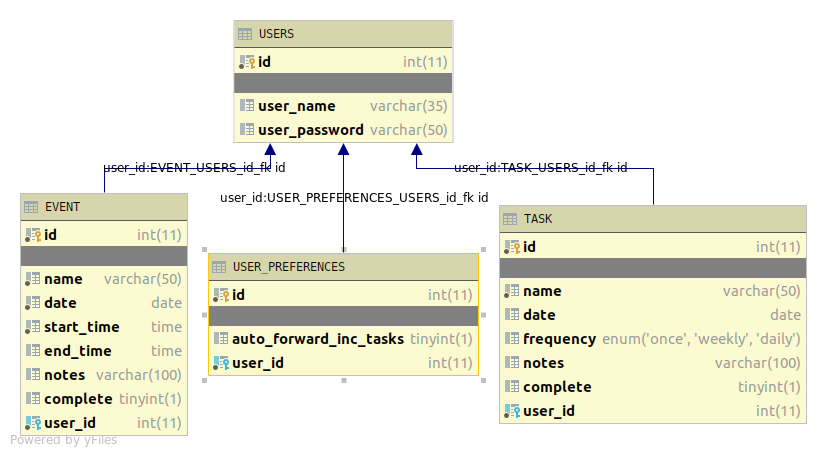 USERS
id int(11)
user_name varchar(35)
user_password varchar(50)
user_id:EVENT_USERS_id_fk id
user_id:TASK_USERS_id_fk id
user_id:USER_PREFERENCES_USERS_id_fk id
EVENT
id int(11)
name varchar(50)
date date
start_time time
end_time time
notes varchar(100)
complete tinyint(1)
user_id int(11)
USER_PREFERENCES
id int(11)
auto_forward_inc_tasks tinyint(1)
user_id int(11)
TASK
id int(11)
name varchar(50)
date date
frequency enum('once', 'weekly', 'daily')
notes varchar(100)
complete tinyint(1)
user_id int(11)
Powered by yFiles